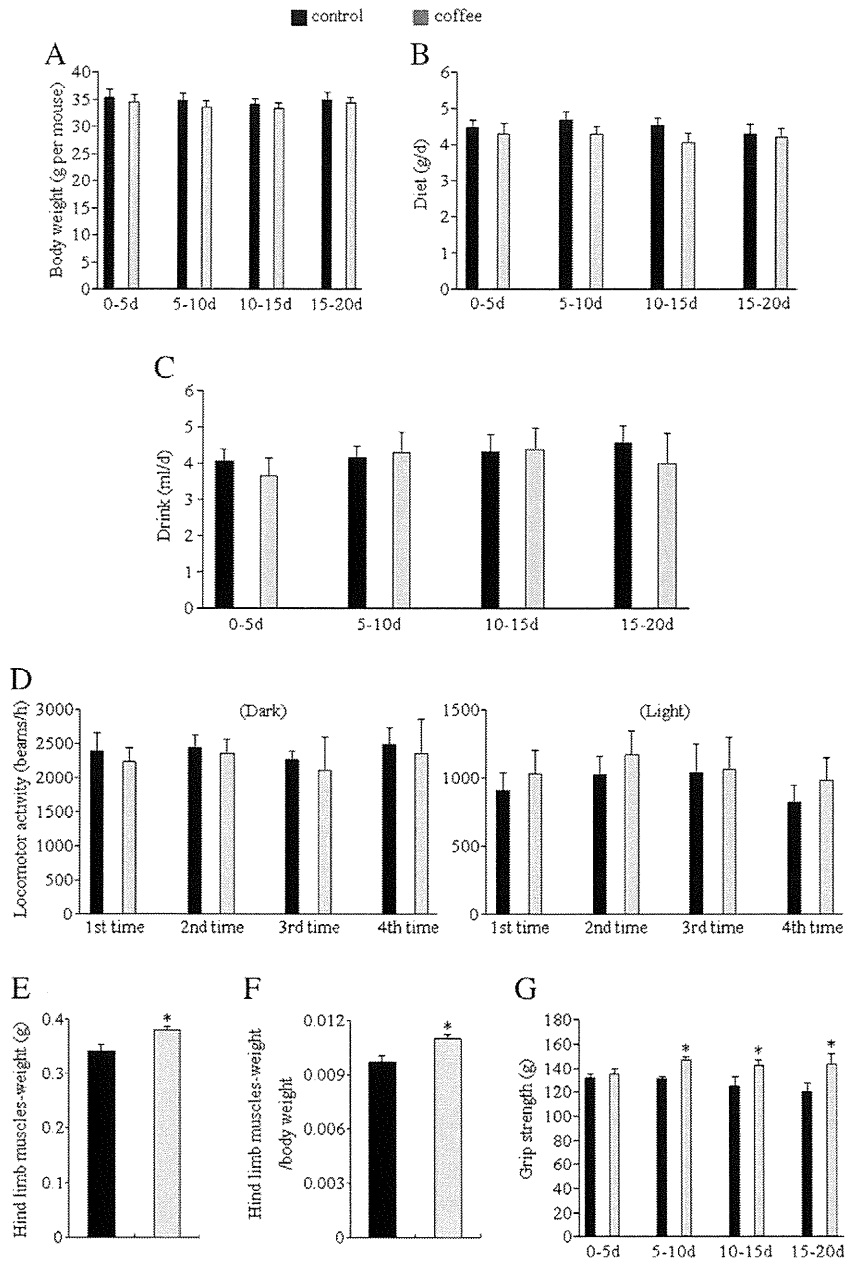 control coffee
A
Body weight (g per mouse)
40
35
30
25
20
15
10
5
0
0-5d 5-10d 10-15d 15-20d
B
Diet (g/d)
6
5
4
3
2
1
0
0-5d 5-10d 10-15d 15-20d
C
Drink (ml/d)
6
5
4
3
2
1
0
0-5d 5-10d 10-15d 15-20d
D
Locomotor activity (beams/h)
3000
2500
2000
1500
1000
500
0
(Dark)
1st time 2nd time 3rd time 4th time
1500
1000
500
0
(Light)
1st time 2nd time 3rd time 4th time
E
Hind limb muscles-weight (g)
0.4
0.3
0.2
0.1
0
*
F
Hind limb muscles-weight
/body weight
0.012
0.009
0.006
0.003
0
*
G
Grip strength (g)
180
160
140
120
100
80
60
40
20
0
* * *
0-5d 5-10d 10-15d 15-20d